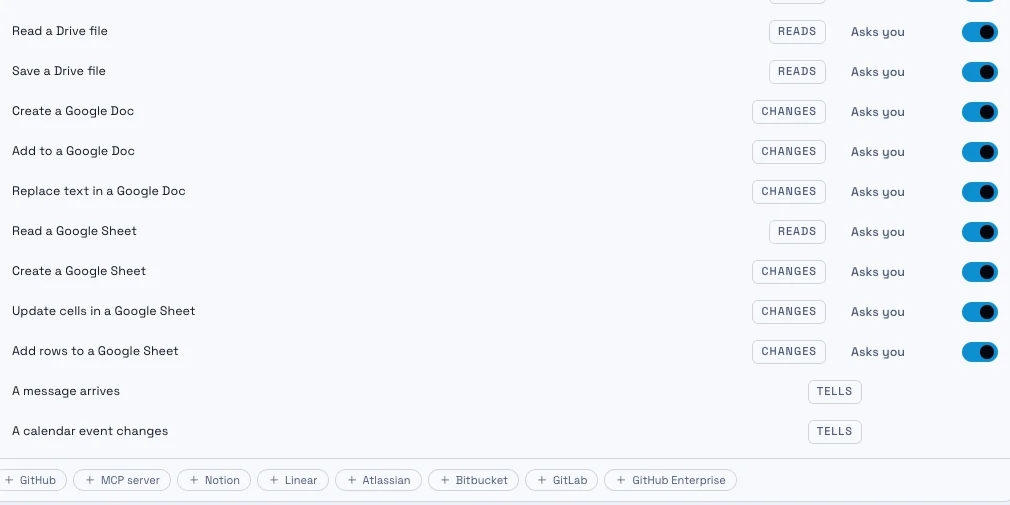 Read a Drive file READS Asks you
Save a Drive file READS Asks you
Create a Google Doc CHANGES Asks you
Add to a Google Doc CHANGES Asks you
Replace text in a Google Doc CHANGES Asks you
Read a Google Sheet READS Asks you
Create a Google Sheet CHANGES Asks you
Update cells in a Google Sheet CHANGES Asks you
Add rows to a Google Sheet CHANGES Asks you
A message arrives TELLS
A calendar event changes TELLS
+ GitHub + MCP server + Notion + Linear + Atlassian + Bitbucket + GitLab + GitHub Enterprise